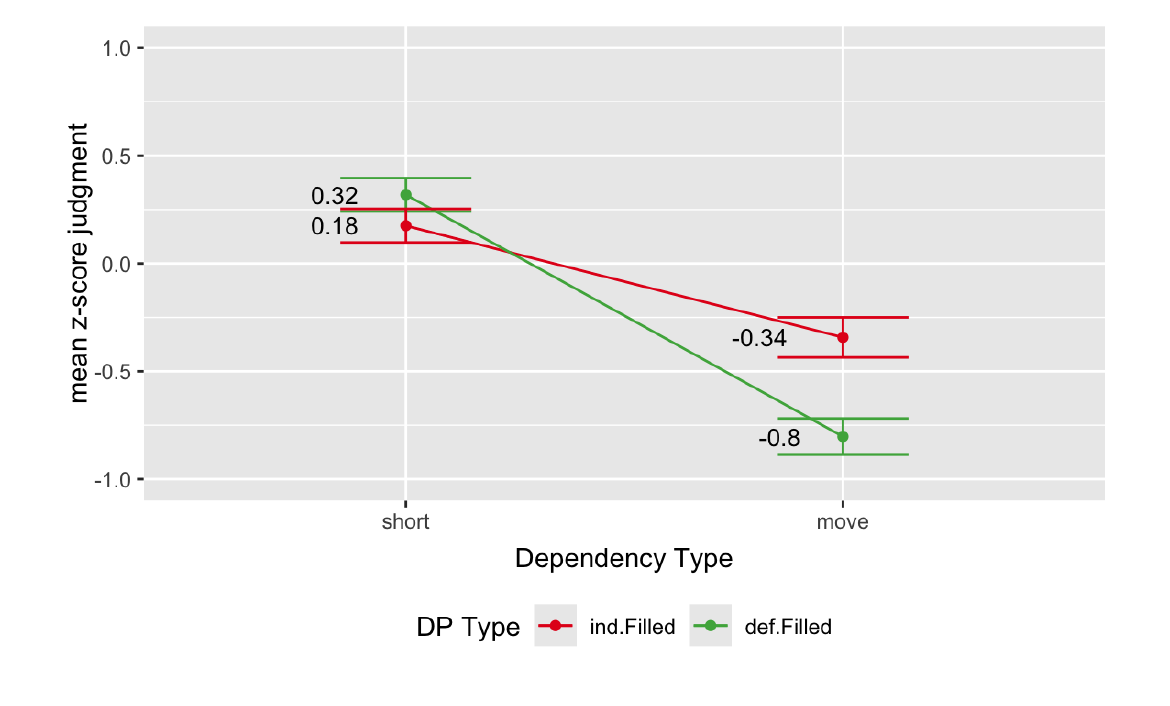 mean z-score judgment
1.0
0.5
0.0
-0.5
-1.0
0.32
0.18
-0.34
-0.8
short move
Dependency Type
DP Type ind.Filled def.Filled